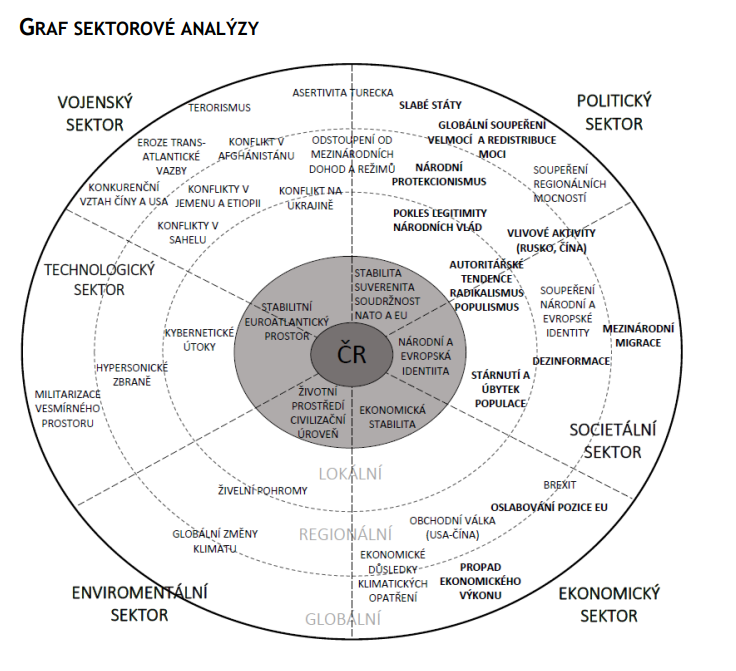 GRAF SEKTOROVÉ ANALÝZY
VOJENSKÝ
SEKTOR
TERORISMUS
ASERTIVITA TURECKA
EROZE TRANS-
ATLANTICKÉ
VAZBY
KONFLIKT V
AFGHÁNISTÁNU
ODSTOUPENÍ OD
MEZINÁRODNÍCH
DOHOD A REŽIMŮ
KONKURENČNÍ
VZTAH ČÍNY A USA
KONFLIKTY V
JEMENU A ETIOPII
KONFLIKT NA
UKRAJINĚ
KONFLIKTY V
SAHELU
POLITICKÝ
SEKTOR
SLABÉ STÁTY
GLOBÁLNÍ SOUPEŘENÍ
VELMOCÍ A REDISTRIBUCE
MOCI
NÁRODNÍ
PROTEKCIONISMUS
SOUPEŘENÍ
REGIONÁLNÍCH
MOCNOSTÍ
POKLES LEGITIMITY
NÁRODNÍCH VLÁD
VLIVOVÉ AKTIVITY
(RUSKO, ČÍNA)
AUTORITÁŘSKÉ
TENDENCE
RADIKALISMUS
POPULISMUS
TECHNOLOGICKÝ
SEKTOR
KYBERNETICKÉ
ÚTOKY
HYPERSONICKÉ
ZBRANĚ
MILITARIZACE
VESMÍRNÉHO
PROSTORU
STABILITNÍ
EUROATLANTICKÝ
PROSTOR
STABILITA
SUVERENITA
SOUDRŽNOST
NATO A EU
ČR
NÁRODNÍ A
EVROPSKÁ
IDENTIITA
ŽIVOTNÍ
PROSTŘEDÍ
CIVILIZAČNÍ
ÚROVEŇ
EKONOMICKÁ
STABILITA
SOUPEŘENÍ
NÁRODNÍ A
EVROPSKÉ
IDENTITY
MEZINÁRODNÍ
MIGRACE
DEZINFORMACE
STÁRNUTÍ A
ÚBYTEK
POPULACE
SOCIETÁLNÍ
SEKTOR
LOKÁLNÍ
REGIONÁLNÍ
GLOBÁLNÍ
ŽIVELNÍ POHROMY
GLOBÁLNÍ ZMĚNY
KLIMATU
ENVIROMENTÁLNÍ
SEKTOR
BREXIT
OSLABOVÁNÍ POZICE EU
OBCHODNÍ VÁLKA
(USA-ČÍNA)
EKONOMICKÉ
DŮSLEDKY
KLIMATICKÝCH
OPATŘENÍ
PROPAD
EKONOMICKÉHO
VÝKONU
EKONOMICKÝ
SEKTOR